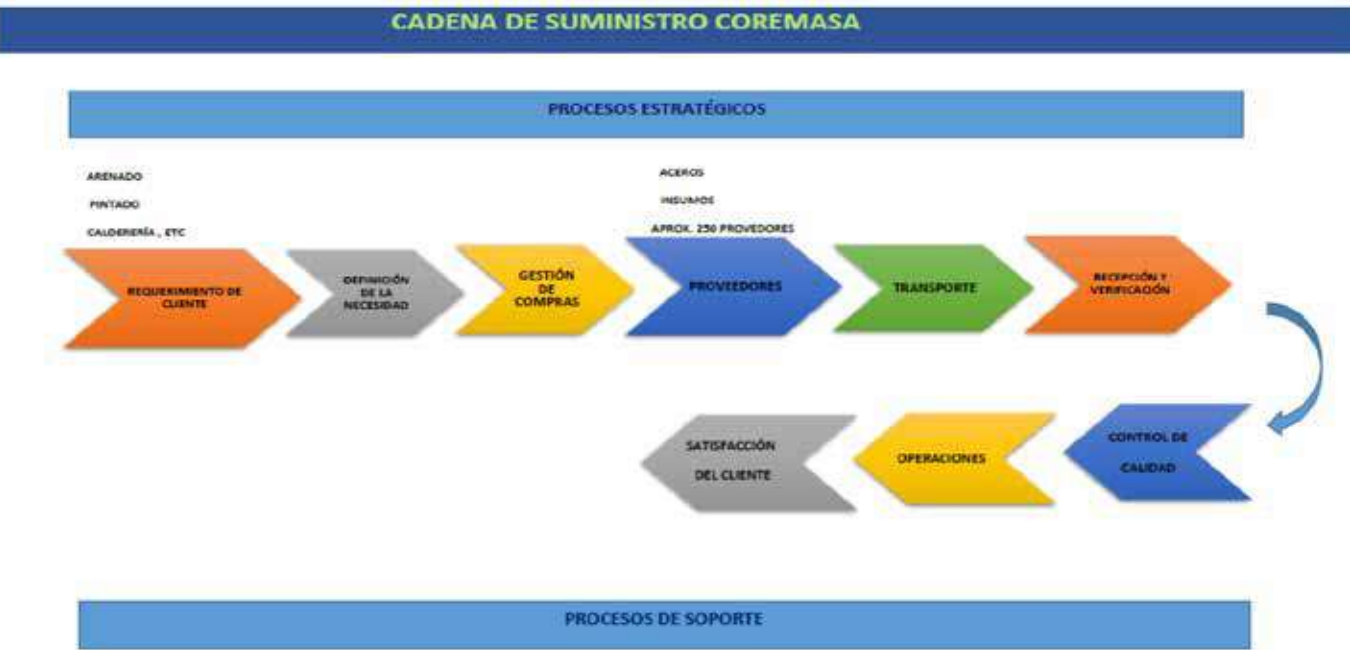 CADENA DE SUMINISTRO COREMASA
PROCESOS ESTRATÉGICOS
ARENADO
PINTADO
CALDERERÍA , ETC
ACEROS
INSUMOS
APROX. 250 PROVEDORES
REQUERIMIENTO DE
CLIENTE
DEFINICIÓN
DE LA
NECESIDAD
GESTIÓN
DE
COMPRAS
PROVEEDORES
TRANSPORTE
RECEPCIÓN Y
VERIFICACIÓN
CONTROL DE
CALIDAD
OPERACIONES
SATISFACCIÓN
DEL CLIENTE
PROCESOS DE SOPORTE